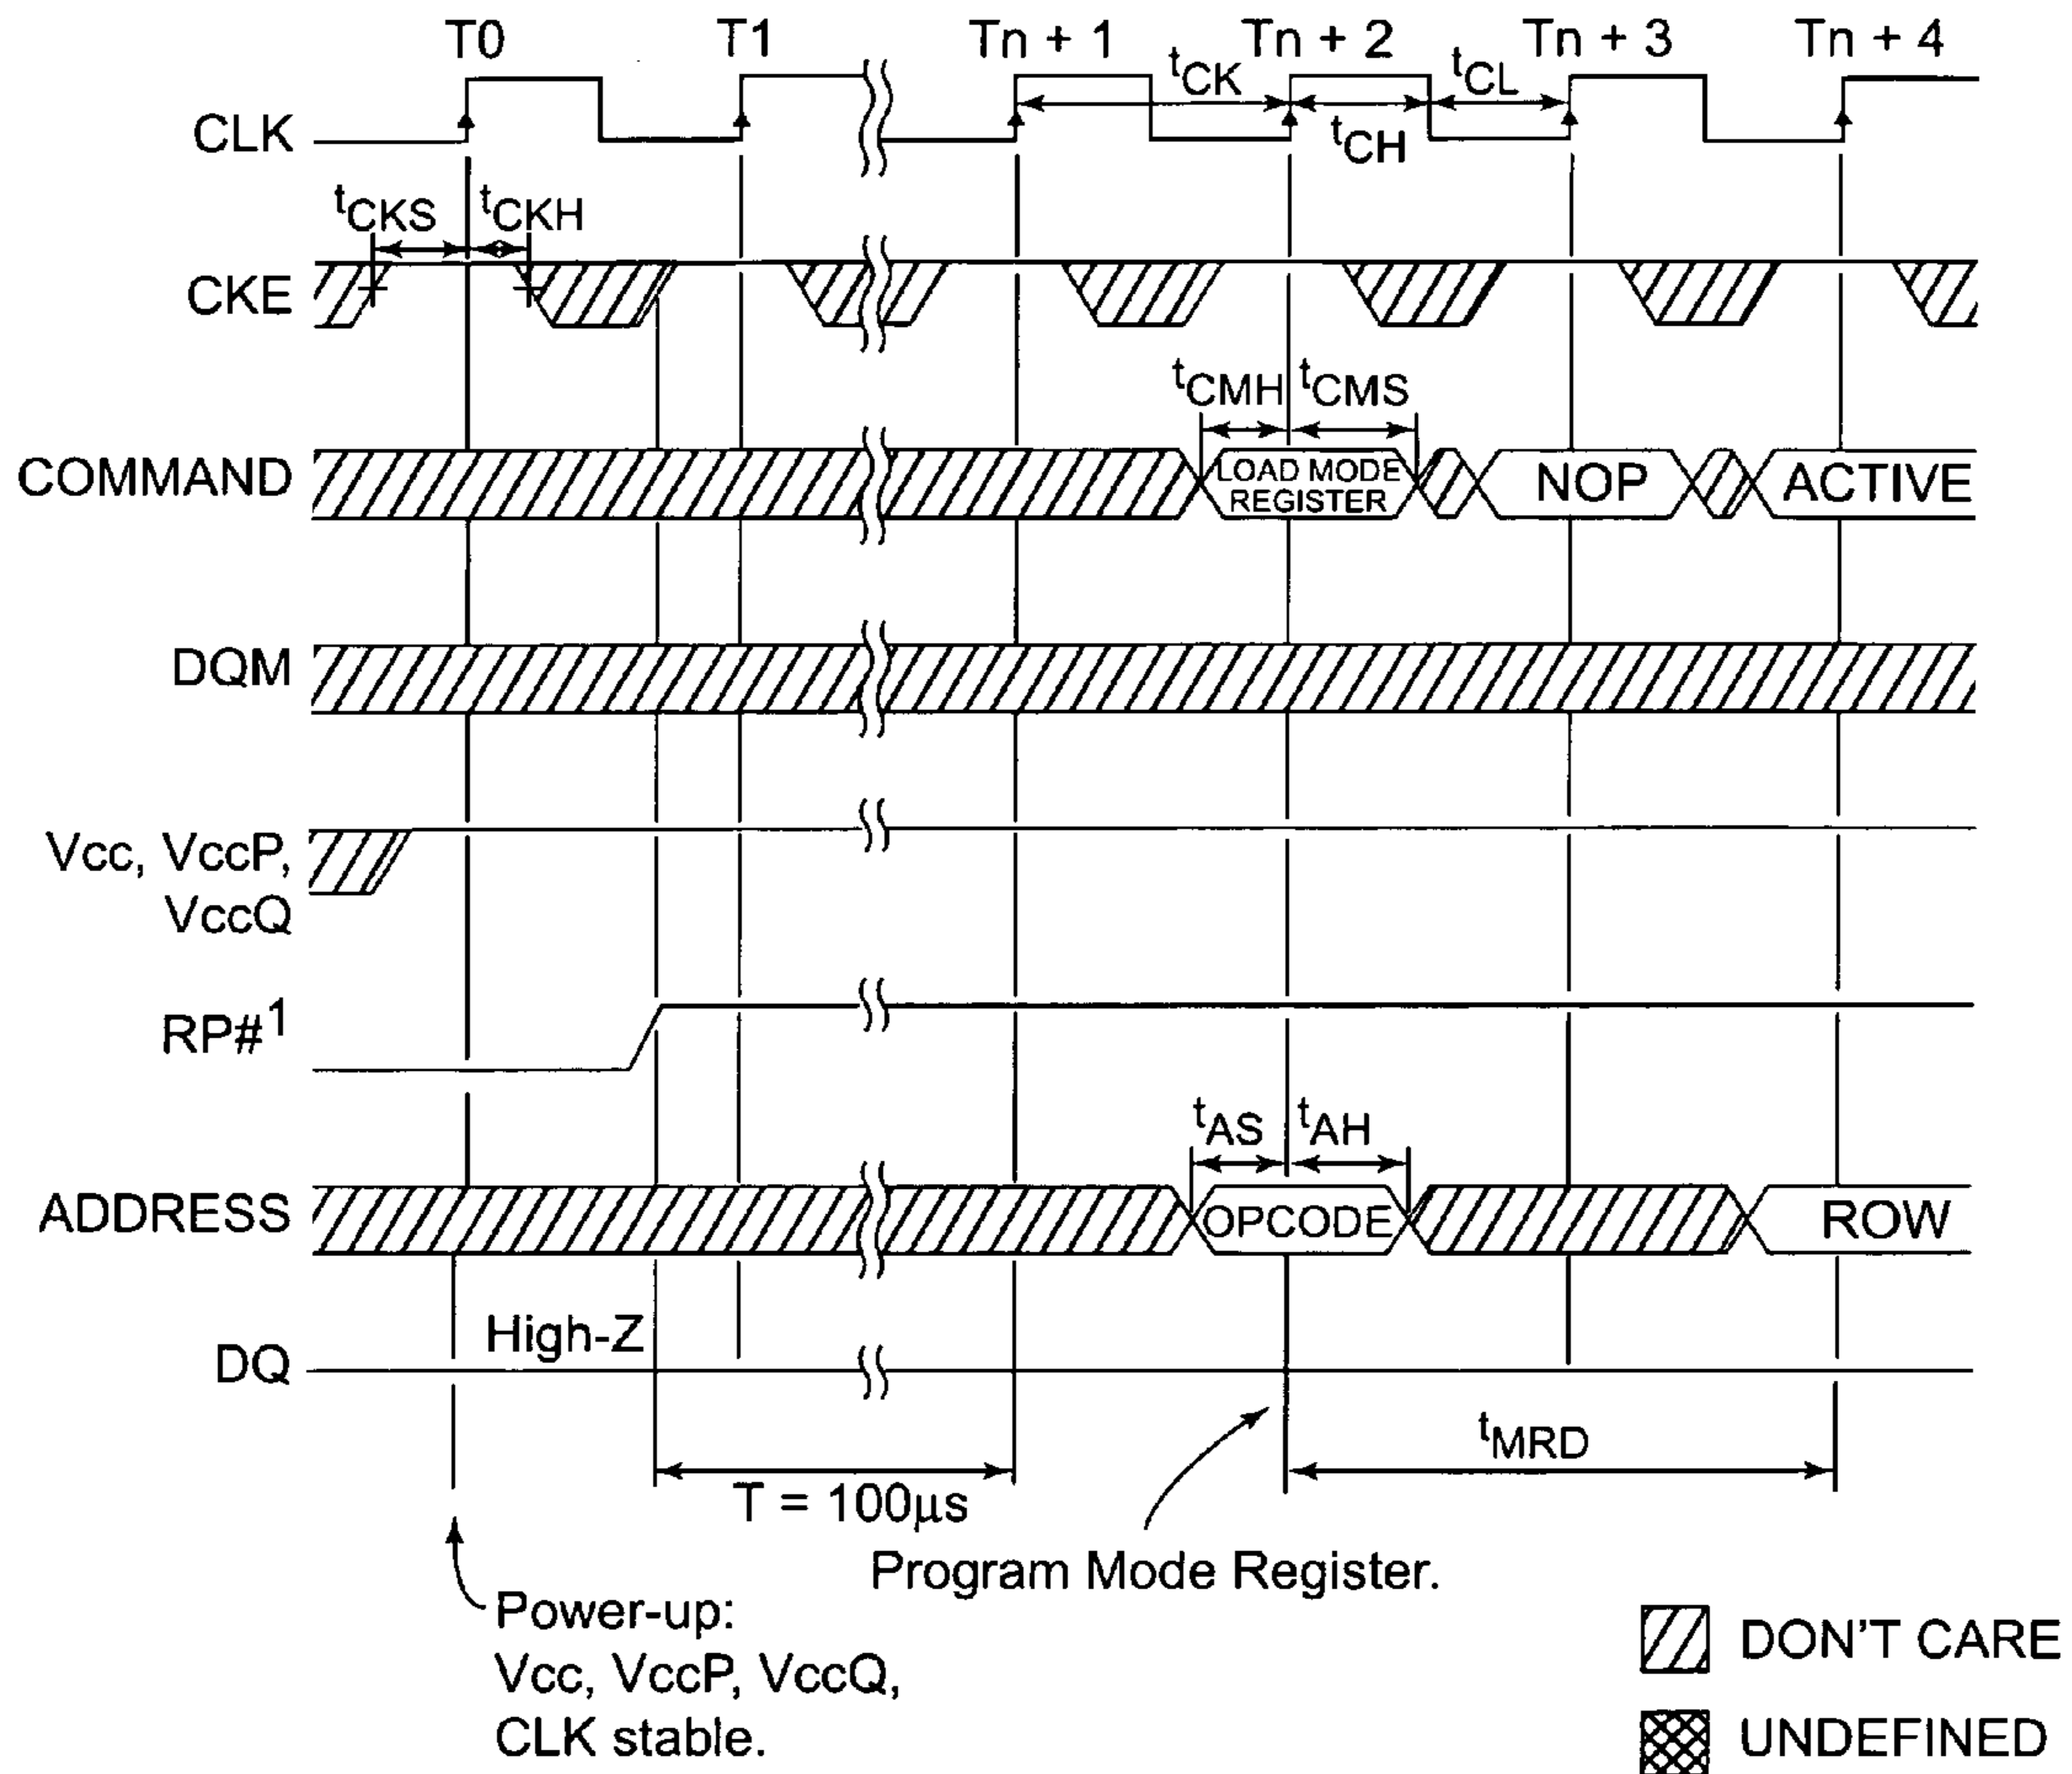 T0 T1 Tn + 1 Tn + 2 Tn + 3 Tn + 4
tCK tCL
CLK
tCH
tCKS tCKH
CKE
tCMH tCMS
COMMAND
LOAD MODE
REGISTER
NOP
ACTIVE
DQM
Vcc, VccP,
VccQ
RP#1
tAS tAH
ADDRESS
OPCODE
ROW
High-Z
DQ
tMRD
T = 100µs
Program Mode Register.
Power-up:
Vcc, VccP, VccQ,
CLK stable.
DON'T CARE
UNDEFINED